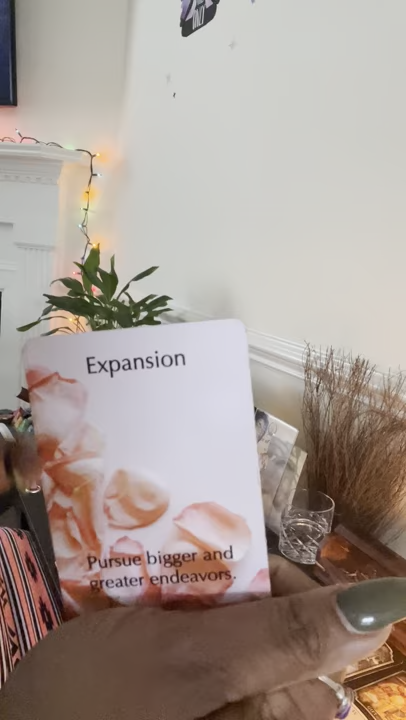 Expansion
Pursue bigger and
greater endeavors.